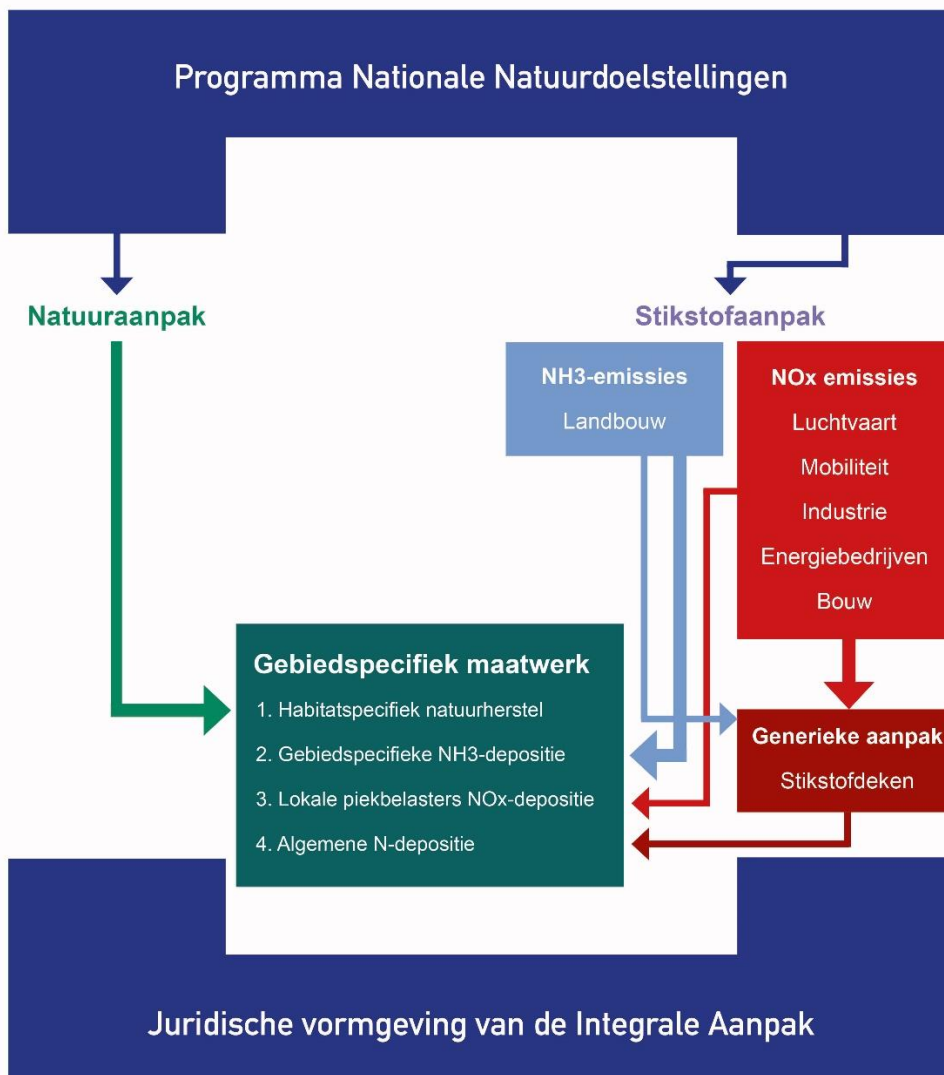 Programma Nationale Natuurdoelstellingen
Natuuraanpak
Stikstofaanpak
NH3-emissies
Landbouw
NOx emissies
Luchtvaart
Mobiliteit
Industrie
Energiebedrijven
Bouw
Gebiedspecifiek maatwerk
1. Habitatspecifiek natuurherstel
2. Gebiedspecifieke NH3-depositie
3. Lokale piekbelasters NOx-depositie
4. Algemene N-depositie
Generieke aanpak
Stikstofdeken
Juridische vormgeving van de Integrale Aanpak